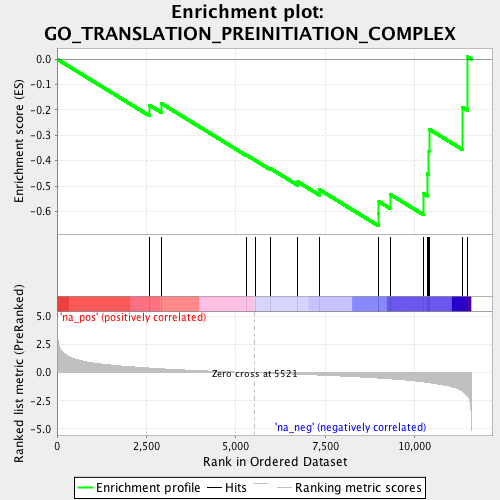 Enrichment plot:
GO_TRANSLATION_PREINITIATION_COMPLEX
Enrichment score (ES)
0.0
-0.1
-0.2
-0.3
-0.4
-0.5
-0.6
Ranked list metric (PreRanked)
5.0
2.5
0.0
-2.5
-5.0
'na_pos' (positively correlated)
Zero cross at 5521
'na_neg' (negatively correlated)
0
2,500
5,000
7,500
10,000
Rank in Ordered Dataset
Enrichment profile
Hits
Ranking metric scores